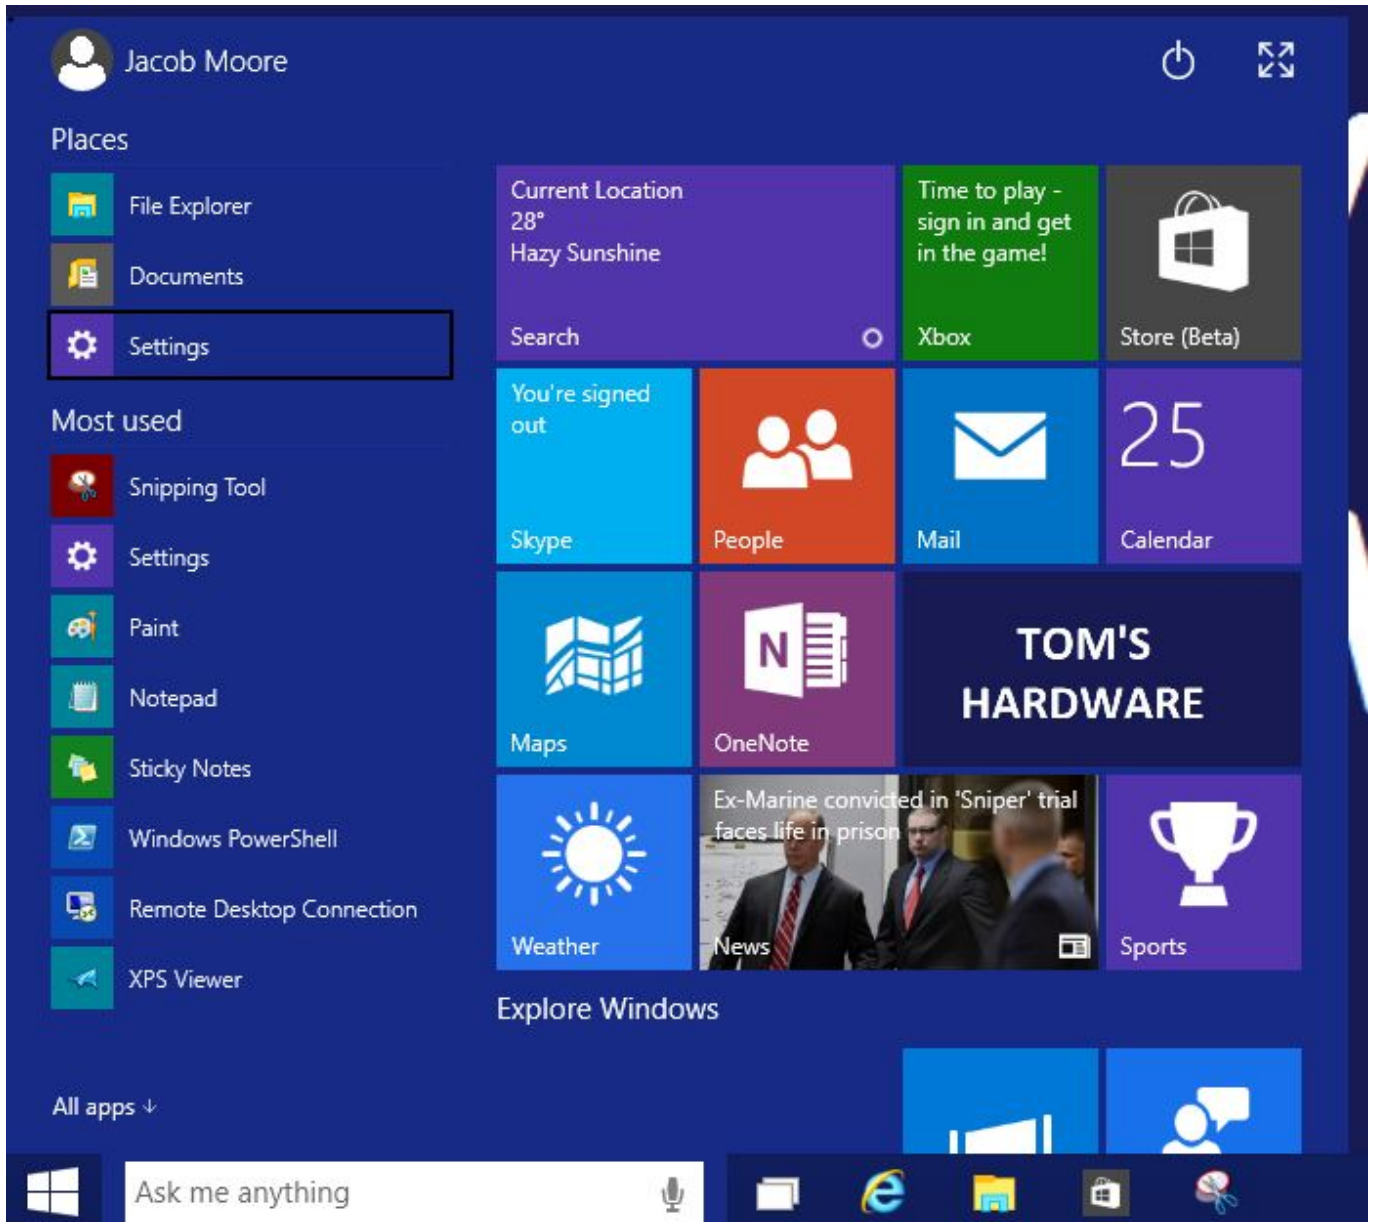 Jacob Moore
Places
File Explorer
Documents
Settings
Most used
Snipping Tool
Settings
Paint
Notepad
Sticky Notes
Windows PowerShell
Remote Desktop Connection
XPS Viewer
All apps ↓
Current Location
28°
Hazy Sunshine
Search
Time to play -
sign in and get
in the game!
Xbox
Store (Beta)
You're signed
out
Skype
People
Mail
25
Calendar
Maps
N
OneNote
TOM'S
HARDWARE
Weather
Ex-Marine convicted in 'Sniper' trial
faces life in prison
News
Sports
Explore Windows
Ask me anything